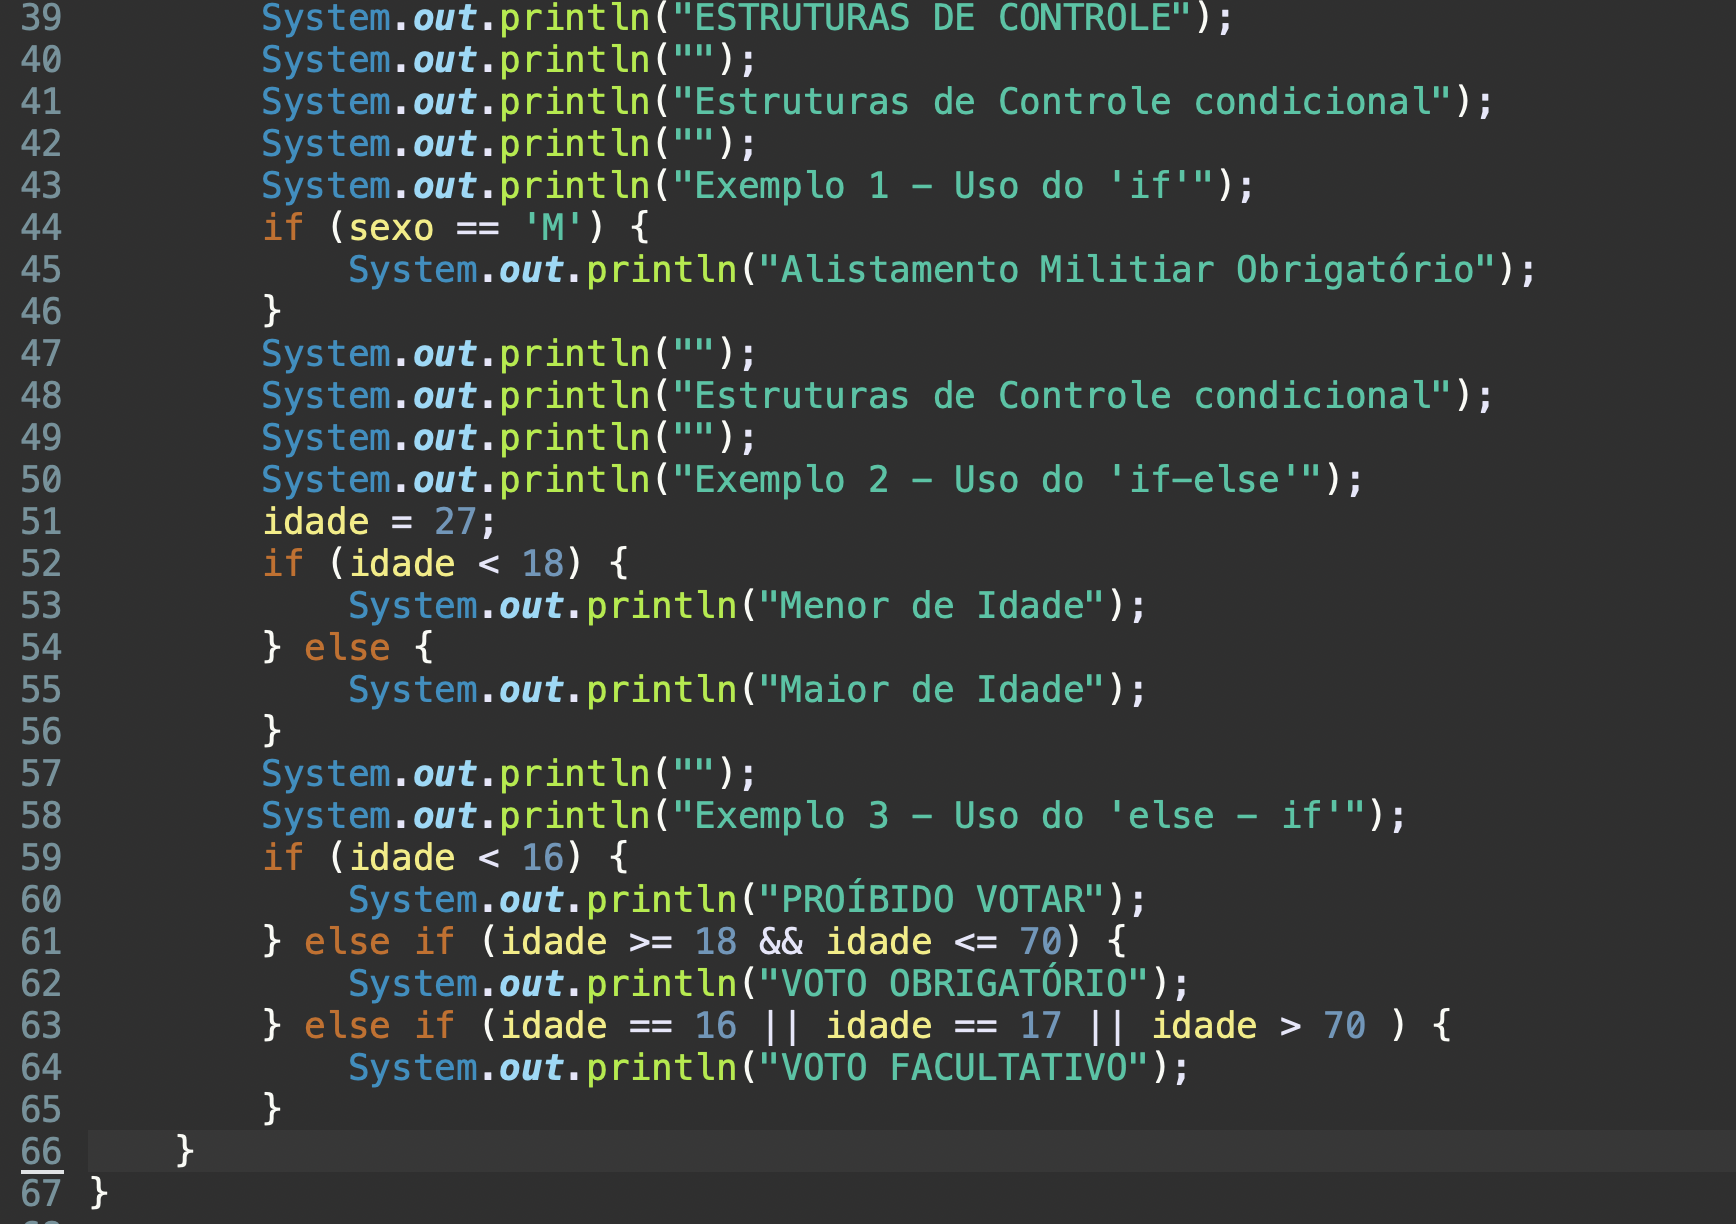 39 System.out.println("ESTRUTURAS DE CONTROLE");
40 System.out.println("");
41 System.out.println("Estruturas de Controle condicional");
42 System.out.println("");
43 System.out.println("Exemplo 1 - Uso do 'if'");
44 if (sexo == 'M') {
45 System.out.println("Alistamento Militiar Obrigatório");
46 }
47 System.out.println("");
48 System.out.println("Estruturas de Controle condicional");
49 System.out.println("");
50 System.out.println("Exemplo 2 - Uso do 'if-else'");
51 idade = 27;
52 if (idade < 18) {
53 System.out.println("Menor de Idade");
54 } else {
55 System.out.println("Maior de Idade");
56 }
57 System.out.println("");
58 System.out.println("Exemplo 3 - Uso do 'else - if'");
59 if (idade < 16) {
60 System.out.println("PROÍBIDO VOTAR");
61 } else if (idade >= 18 && idade <= 70) {
62 System.out.println("VOTO OBRIGATÓRIO");
63 } else if (idade == 16 || idade == 17 || idade > 70 ) {
64 System.out.println("VOTO FACULTATIVO");
65 }
66 }
67 }